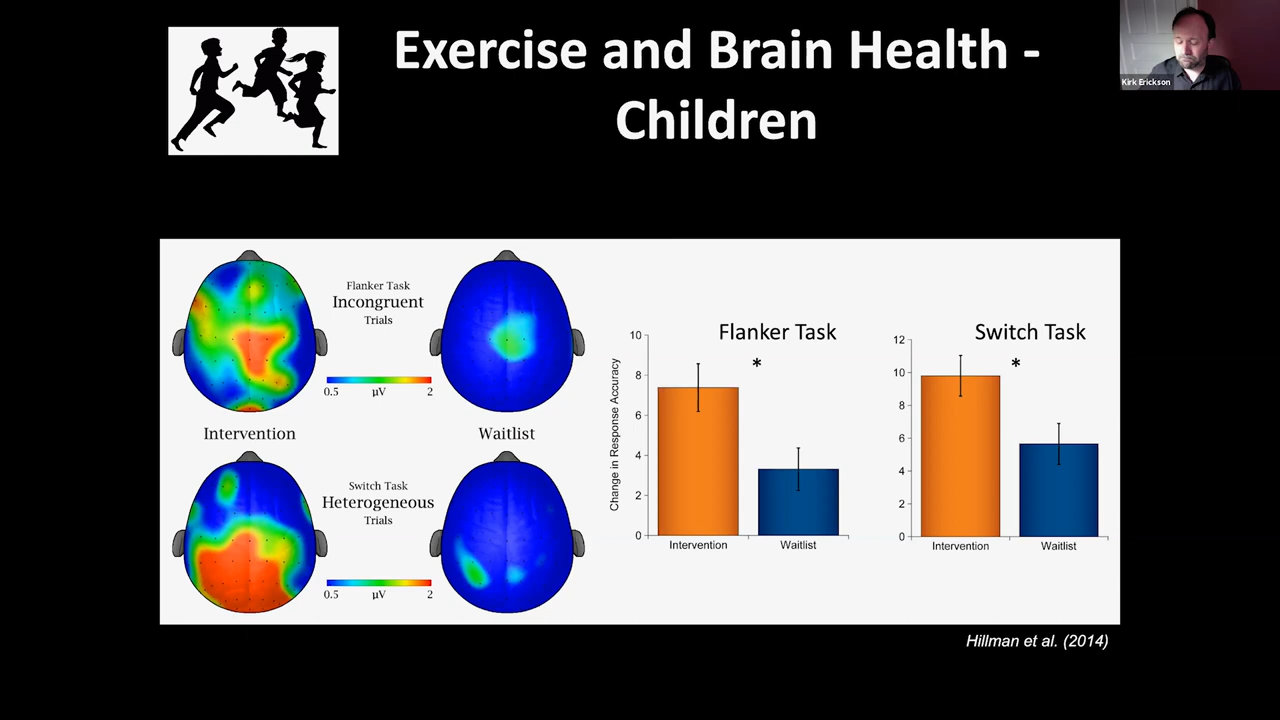 Exercise and Brain Health -
Children
Kirk Erickson
Flanker Task
Incongruent
Trials
0.5 μV 2
Intervention
Waitlist
Switch Task
Heterogeneous
Trials
0.5 μV 2
Flanker Task
*
Change in Response Accuracy
10
8
6
4
2
0
Intervention
Waitlist
Switch Task
*
12
10
8
6
4
2
0
Intervention
Waitlist
Hillman et al. (2014)